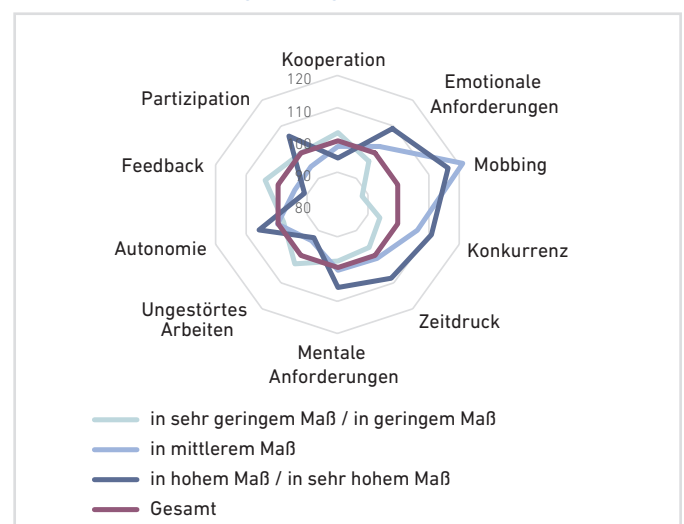 Kooperation
120
Emotionale
Anforderungen
Partizipation
110
Mobbing
Feedback
90
80
Autonomie
Konkurrenz
Ungestörtes
Arbeiten
Zeitdruck
Mentale
Anforderungen
in sehr geringem Maß / in geringem Maß
in mittlerem Maß
in hohem Maß / in sehr hohem Maß
Gesamt